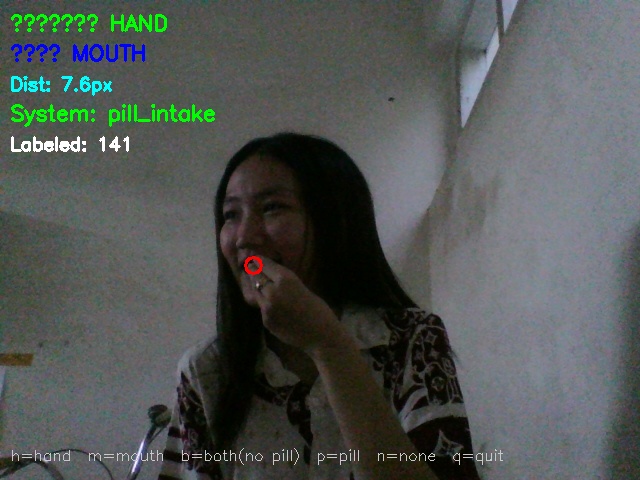 ??????? HAND
???? MOUTH
Dist: 7.6px
System: pill_intake
Labeled: 141
h=hand m=mouth b=both(no pill) p=pill n=none q=quit